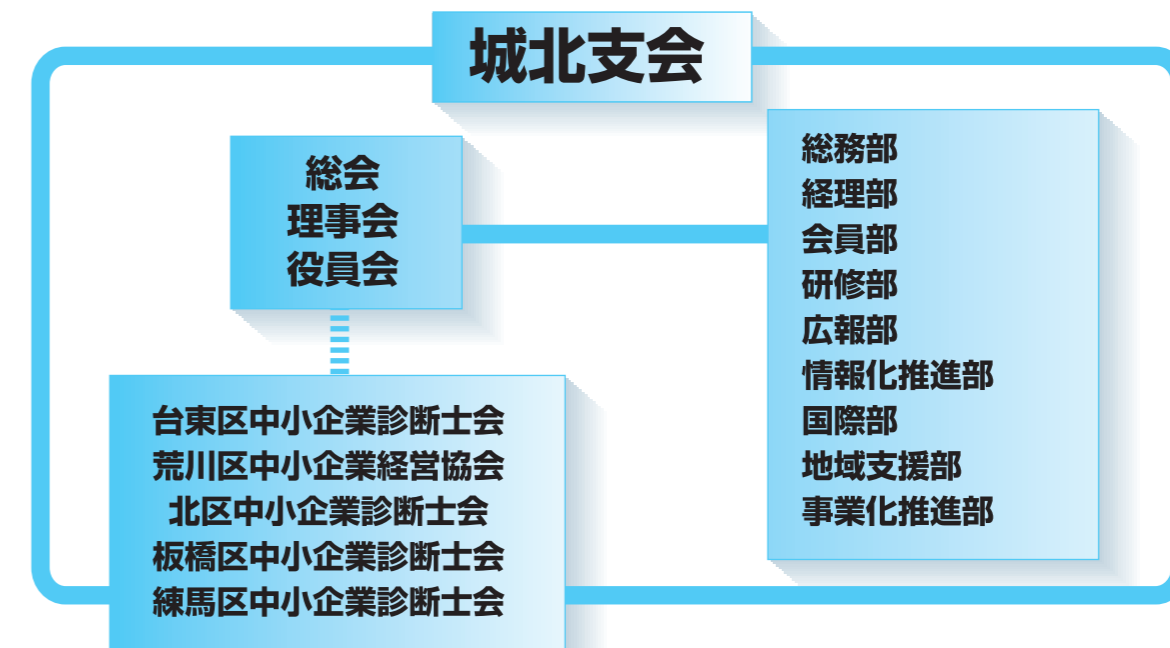 城北支会
総会
理事会
役員会
総務部
経理部
会員部
研修部
広報部
情報化推進部
国際部
地域支援部
事業化推進部
台東区中小企業診断士会
荒川区中小企業経営協会
北区中小企業診断士会
板橋区中小企業診断士会
練馬区中小企業診断士会